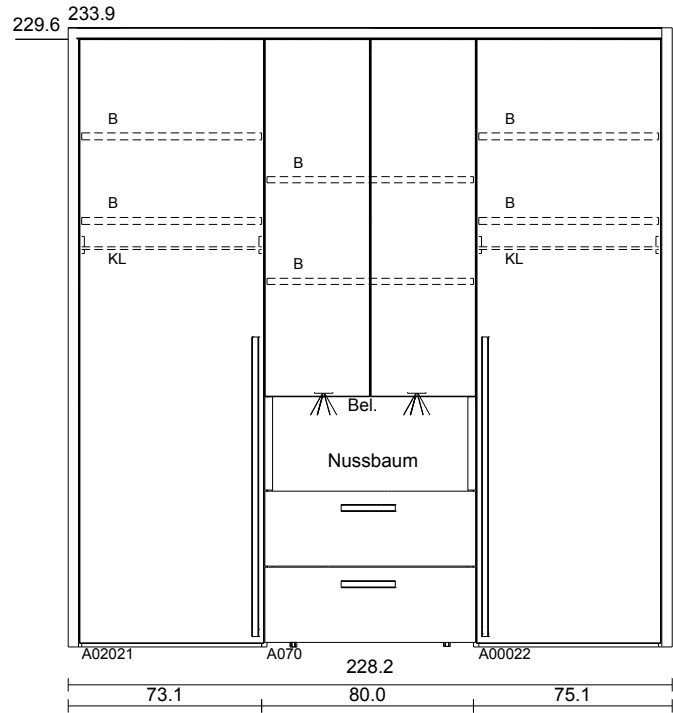 233.9
229.6
B
B
B
B
B
B
KL
KL
Bel.
Nussbaum
A02021
A070
A00022
228.2
73.1
80.0
75.1